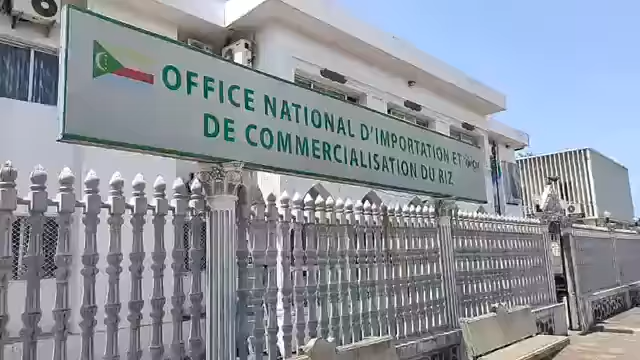 OFFICE NATIONAL D'IMPORTATION ET
DE COMMERCIALISATION DU RIZ